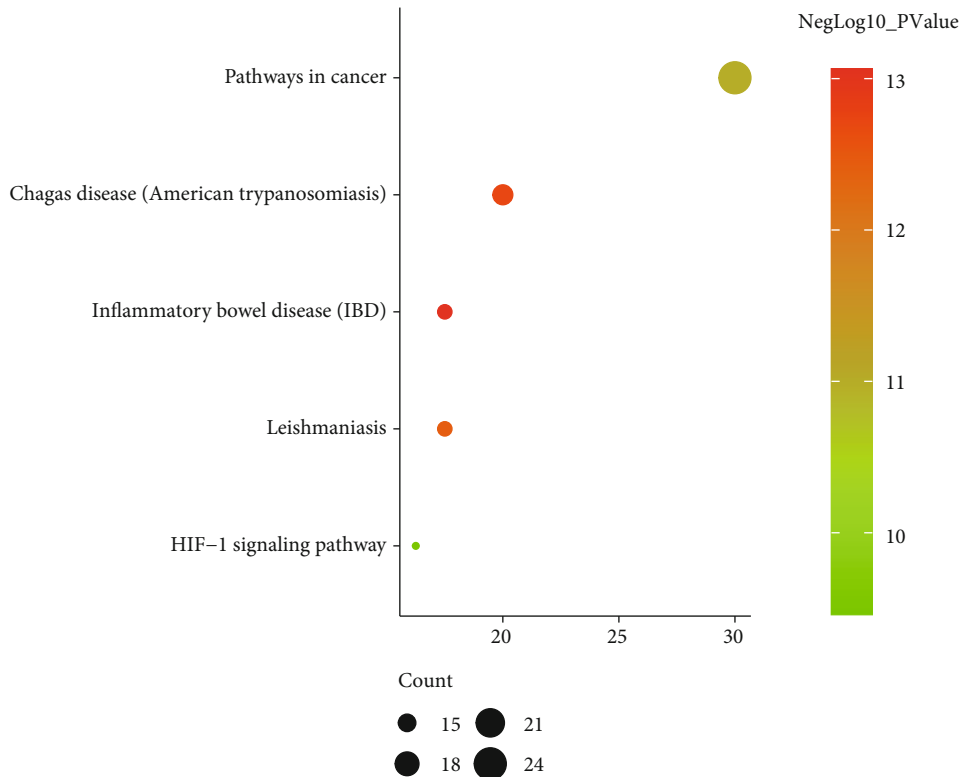 NegLog10_PValue
Pathways in cancer
Chagas disease (American trypanosomiasis)
Inflammatory bowel disease (IBD)
Leishmaniasis
HIF−1 signaling pathway
13
12
11
10
20 25 30
Count
15 21
18 24